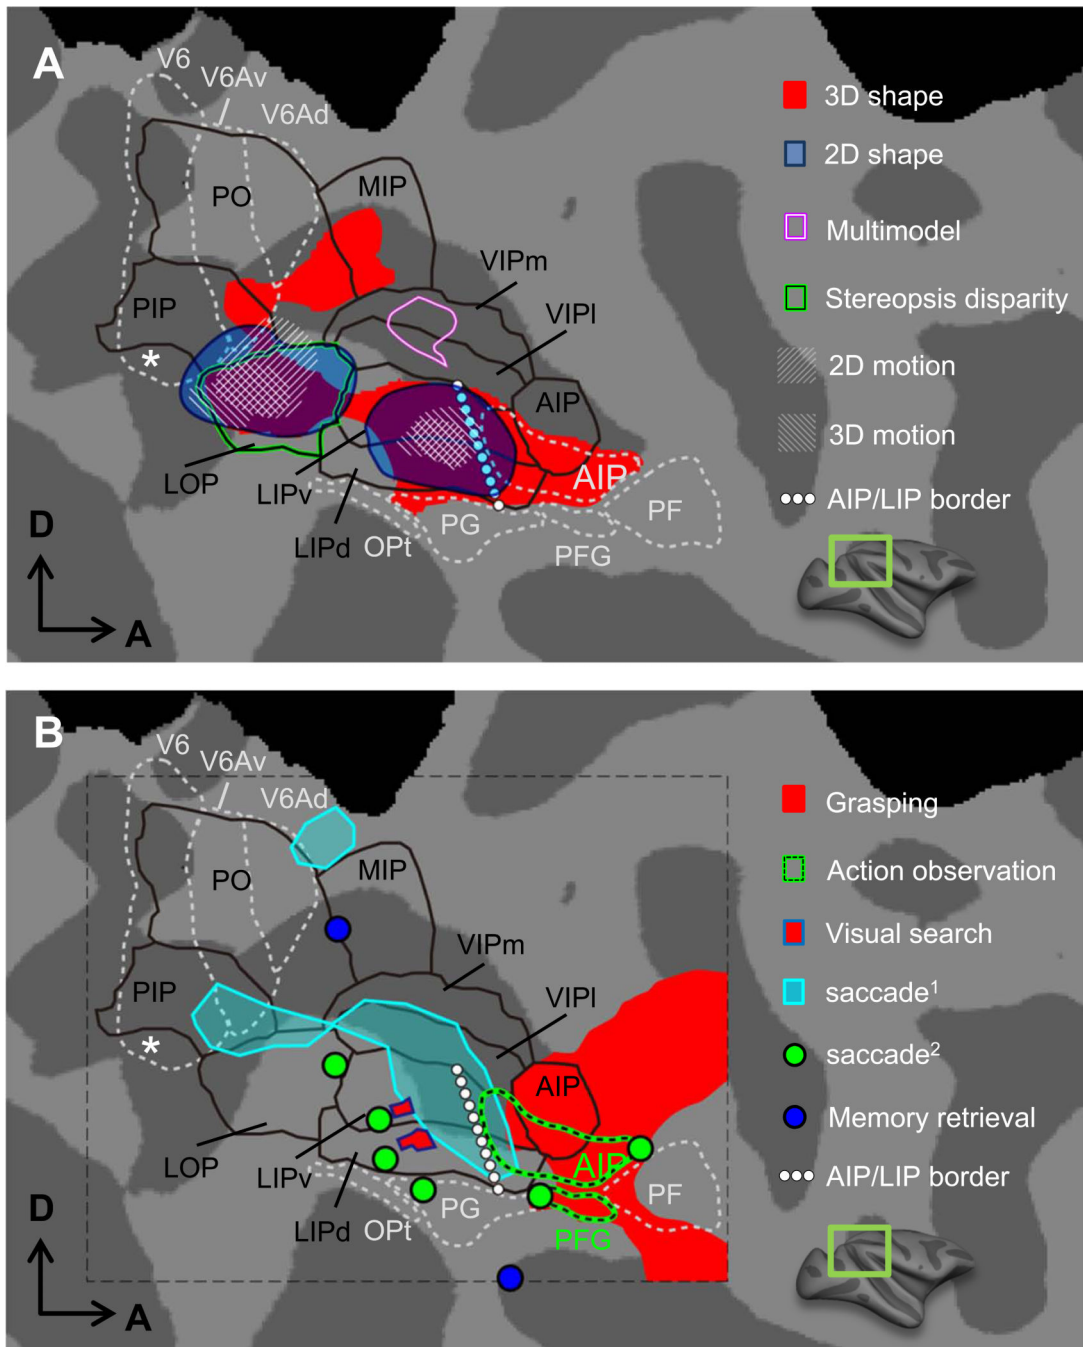 A
V6
V6Av
V6Ad
PO
MIP
VIPm
PIP
VIPl
*
AIP
LOP
LIPv
AIP
LIPd
OPt
PG
PFG
PF
D
A
3D shape
2D shape
Multimodel
Stereopsis disparity
2D motion
3D motion
AIP/LIP border
B
V6
V6Av
V6Ad
PO
MIP
VIPm
PIP
VIPl
*
AIP
LOP
LIPv
AIP
LIPd
OPt
PG
PFG
PF
D
A
Grasping
Action observation
Visual search
saccade1
saccade2
Memory retrieval
AIP/LIP border